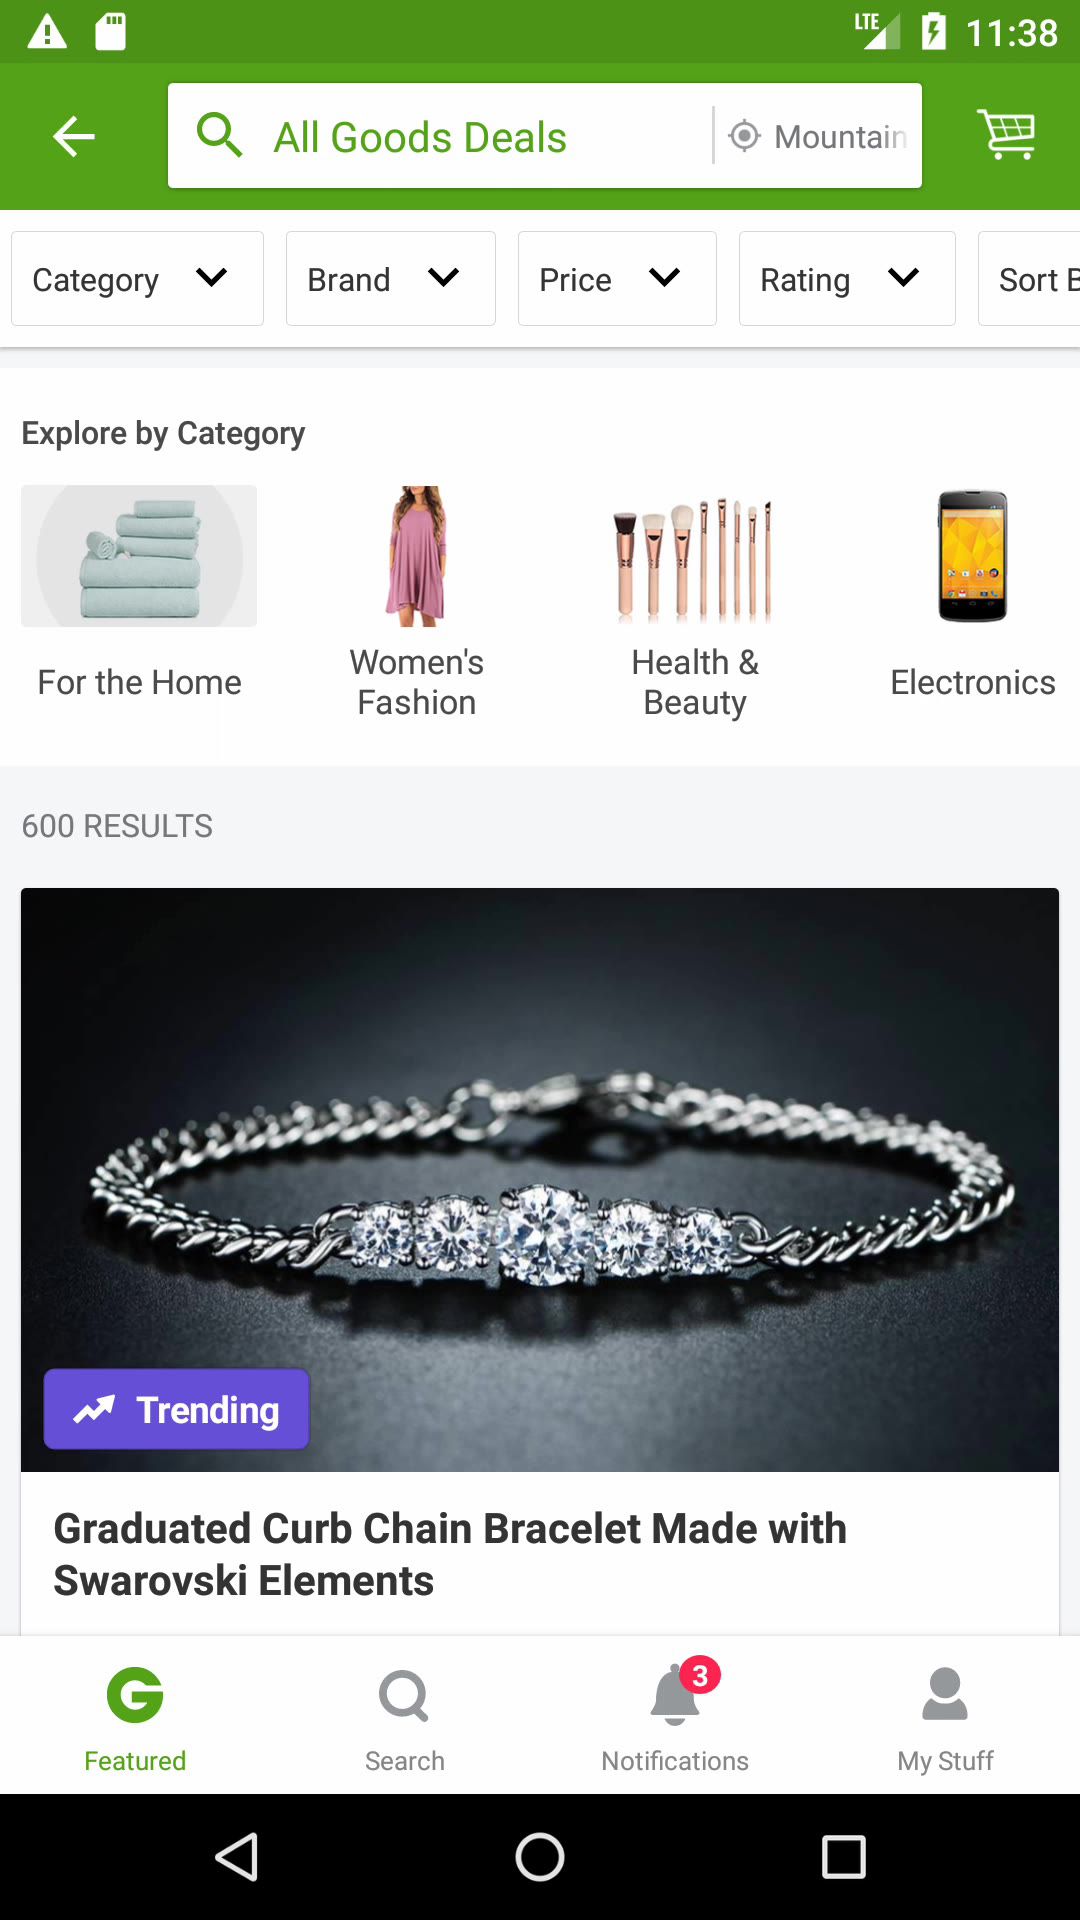 LTE 11:38
All Goods Deals Mountain
Category Brand Price Rating Sort B
Explore by Category
For the Home
Women's
Fashion
Health &
Beauty
Electronics
600 RESULTS
Trending
Graduated Curb Chain Bracelet Made with
Swarovski Elements
3
Featured Search Notifications My Stuff